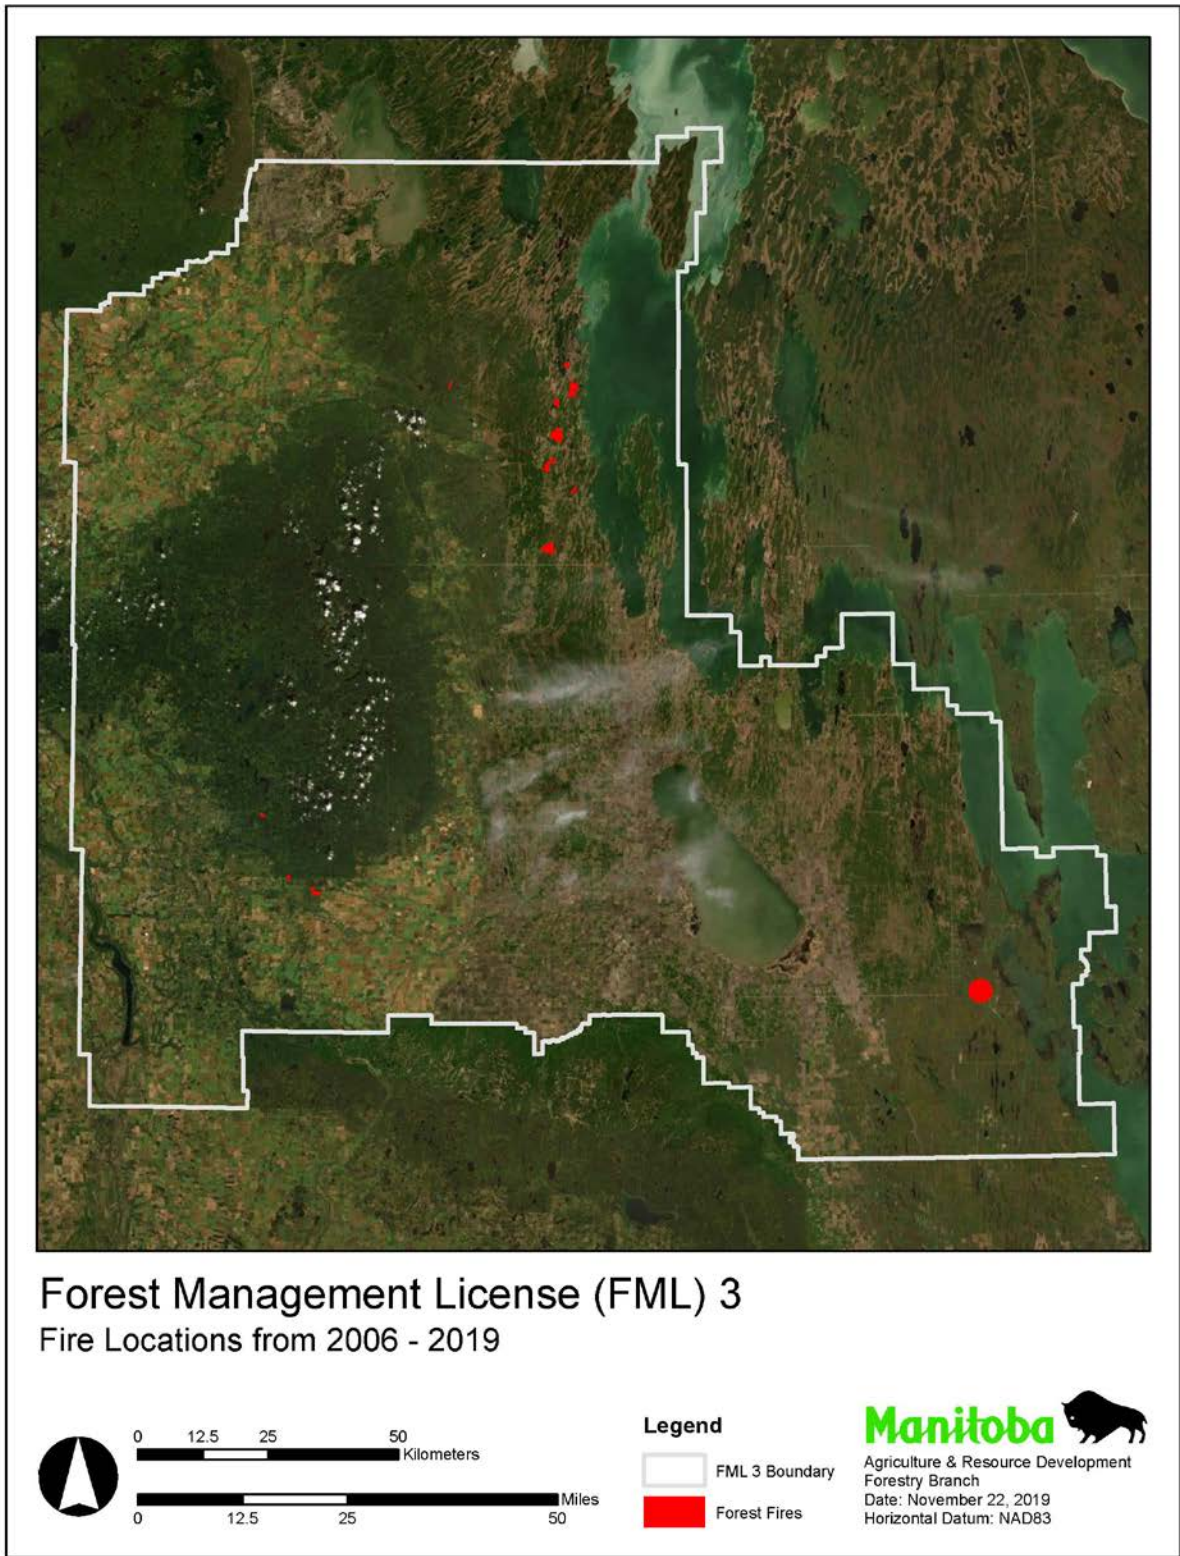 Forest Management License (FML) 3
Fire Locations from 2006 - 2019
0 12.5 25 50
Kilometers
Miles
0 12.5 25 50
Legend
FML 3 Boundary
Forest Fires
Manitoba
Agriculture & Resource Development
Forestry Branch
Date: November 22, 2019
Horizontal Datum: NAD83